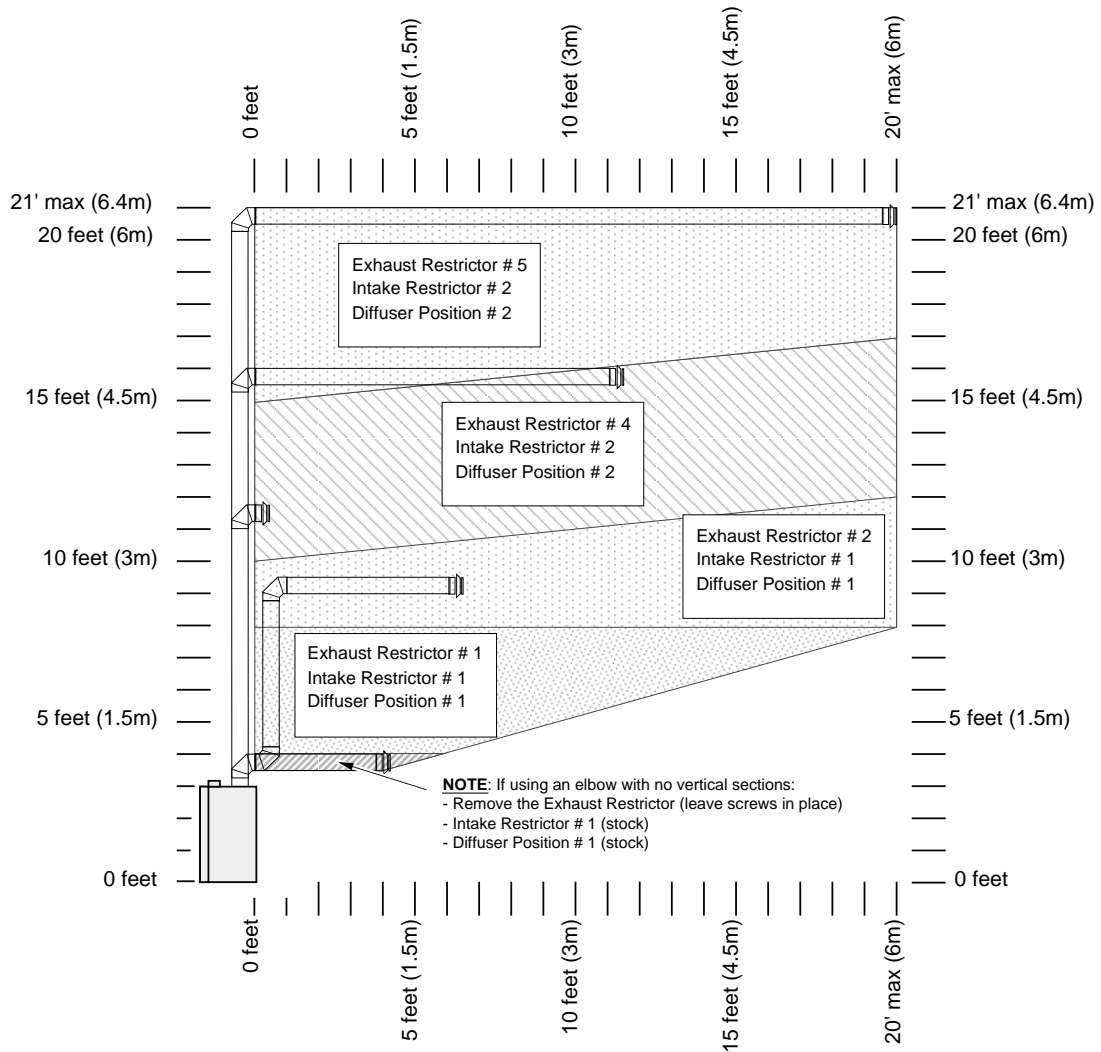 0 feet
5 feet (1.5m)
10 feet (3m)
15 feet (4.5m)
20' max (6m)
21' max (6.4m)
21' max (6.4m)
20 feet (6m)
20 feet (6m)
Exhaust Restrictor # 5
Intake Restrictor # 2
Diffuser Position # 2
15 feet (4.5m)
15 feet (4.5m)
Exhaust Restrictor # 4
Intake Restrictor # 2
Diffuser Position # 2
10 feet (3m)
10 feet (3m)
Exhaust Restrictor # 2
Intake Restrictor # 1
Diffuser Position # 1
Exhaust Restrictor # 1
Intake Restrictor # 1
Diffuser Position # 1
5 feet (1.5m)
5 feet (1.5m)
NOTE: If using an elbow with no vertical sections:
- Remove the Exhaust Restrictor (leave screws in place)
- Intake Restrictor # 1 (stock)
- Diffuser Position # 1 (stock)
0 feet
0 feet
0 feet
5 feet (1.5m)
10 feet (3m)
15 feet (4.5m)
20' max (6m)